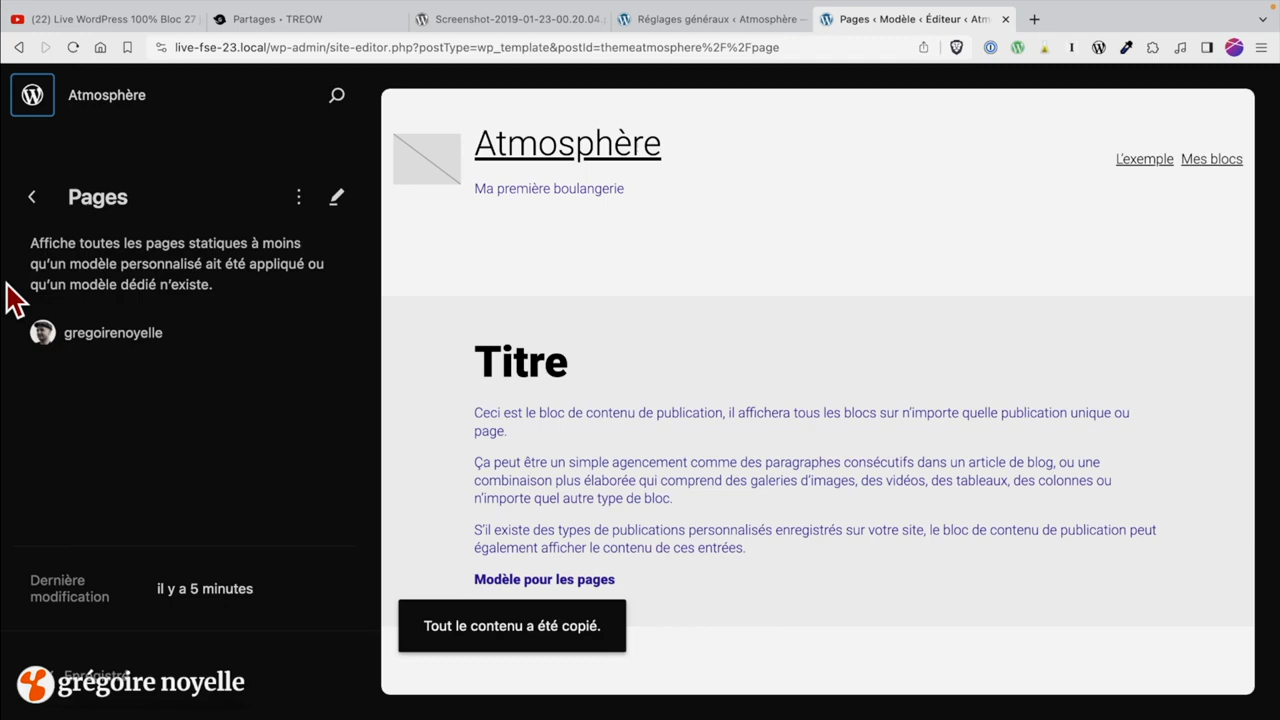 (22) Live WordPress 100% Bloc 27
Partages • TREOW
Screenshot-2019-01-23-00.20.04.
Réglages généraux ‹ Atmosphère —
Pages ‹ Modèle ‹ Éditeur ‹ Atm
live-fse-23.local/wp-admin/site-editor.php?postType=wp_template&postId=themeatmosphere%2F%2Fpage
Atmosphère
Pages
Affiche toutes les pages statiques à moins
qu'un modèle personnalisé ait été appliqué ou
qu'un modèle dédié n'existe.
gregoirenoyelle
Dernière
modification
il y a 5 minutes
Enregistré
grégoire noyelle
Atmosphère
Ma première boulangerie
L'exemple Mes blocs
Titre
Ceci est le bloc de contenu de publication, il affichera tous les blocs sur n'importe quelle publication unique ou
page.
Ça peut être un simple agencement comme des paragraphes consécutifs dans un article de blog, ou une
combinaison plus élaborée qui comprend des galeries d'images, des vidéos, des tableaux, des colonnes ou
n'importe quel autre type de bloc.
S'il existe des types de publications personnalisés enregistrés sur votre site, le bloc de contenu de publication peut
également afficher le contenu de ces entrées.
Modèle pour les pages
Tout le contenu a été copié.